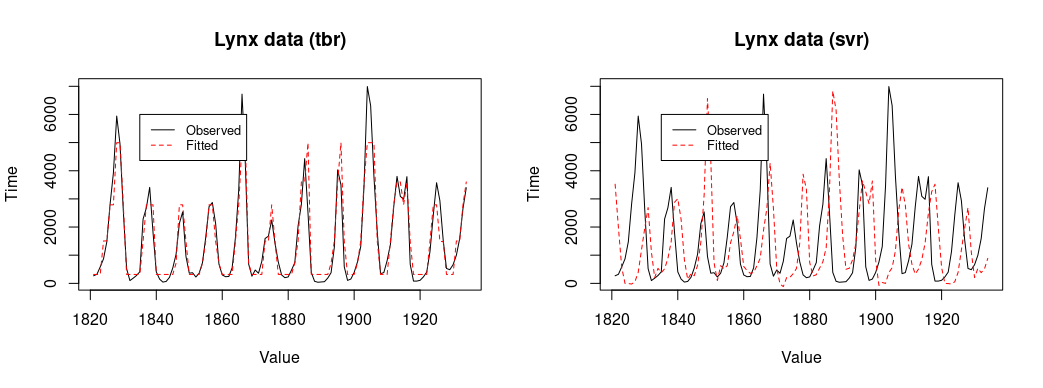 Lynx data (tbr)
Time
0 2000 4000 6000
Observed
Fitted
1820 1840 1860 1880 1900 1920
Value
Lynx data (svr)
Time
0 2000 4000 6000
Observed
Fitted
1820 1840 1860 1880 1900 1920
Value